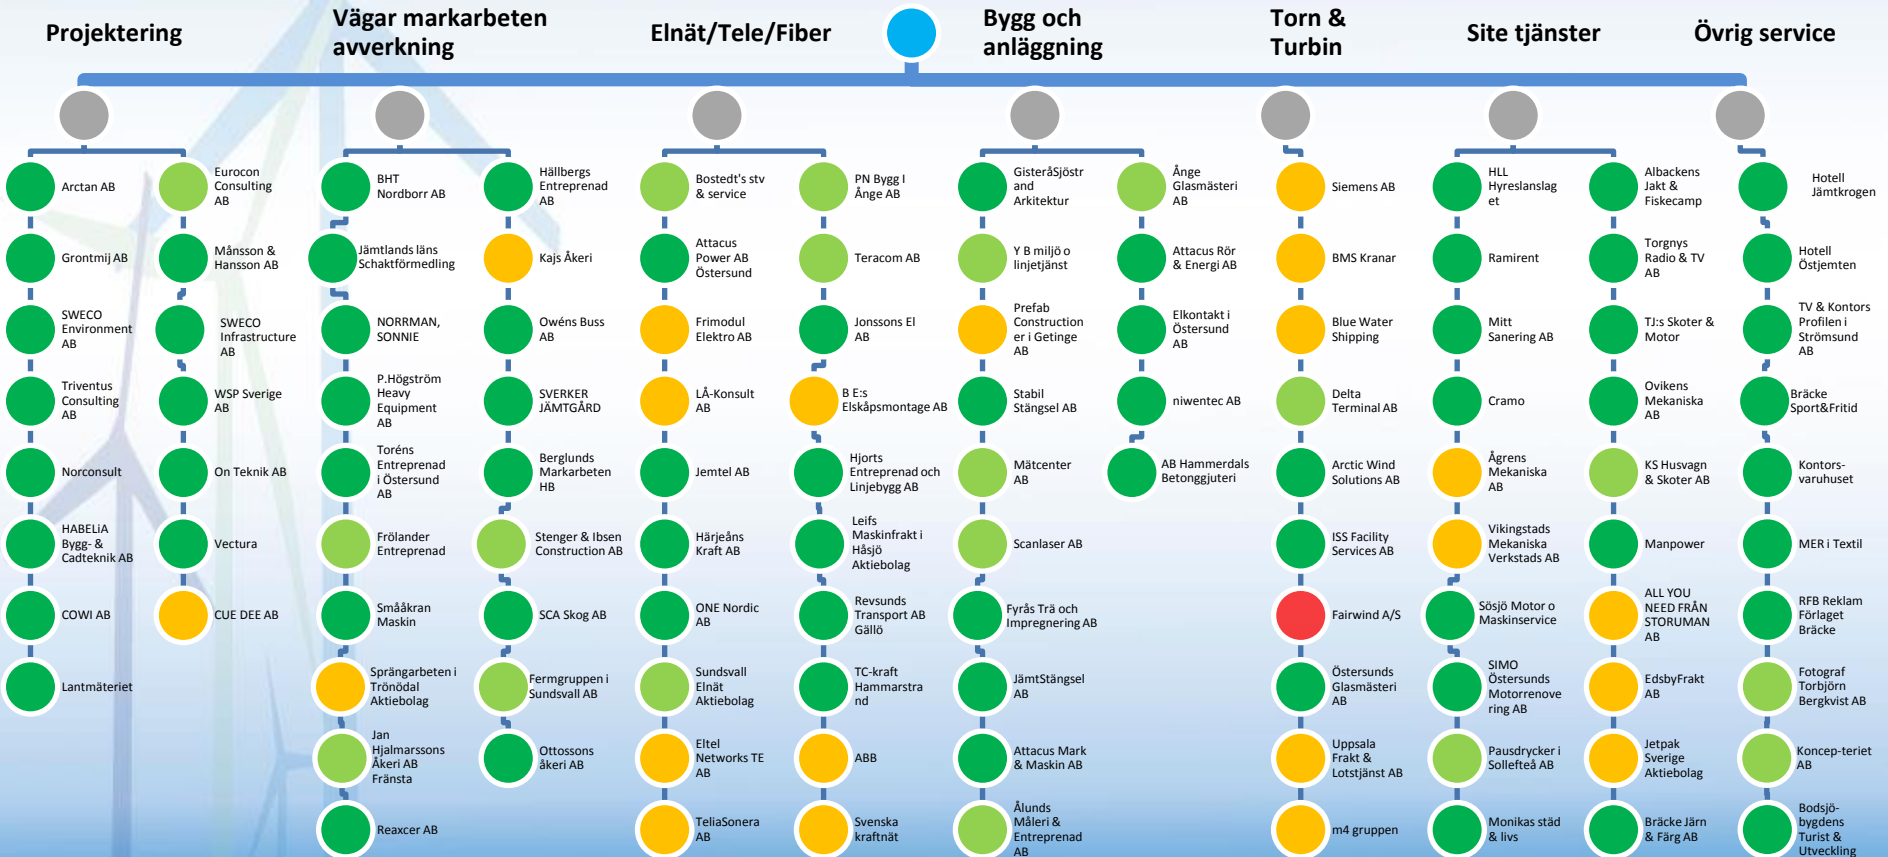 Projektering
Vägar markarbeten
avverkning
Elnät/Tele/Fiber
Bygg och
anläggning
Torn &
Turbin
Site tjänster
Övrig service
Arctan AB
Grontmij AB
SWECO
Environment
AB
Triventus
Consulting
AB
Norconsult
HABELiA
Bygg- &
Cadteknik AB
COWI AB
Lantmäteriet
Eurocon
Consulting
AB
Månsson &
Hansson AB
SWECO
Infrastructure
AB
WSP Sverige
AB
On Teknik AB
Vectura
CUE DEE AB
BHT
Nordborr AB
Jämtlands läns
Schaktförmedling
NORRMAN,
SONNIE
P.Högström
Heavy
Equipment
AB
Toréns
Entreprenad
i Östersund
AB
Frölander
Entreprenad
Smååkran
Maskin
Sprängarbeten i
Trönödal
Aktiebolag
Jan
Hjalmarssons
Åkeri AB
Fränsta
Reaxcer AB
Hällbergs
Entreprenad
AB
Kajs Åkeri
Owéns Buss
AB
SVERKER
JÄMTGÅRD
Berglunds
Markarbeten
HB
Stenger & Ibsen
Construction AB
SCA Skog AB
Fermgruppen i
Sundsvall AB
Ottossons
åkeri AB
Bostedt's stv
& service
Attacus
Power AB
Östersund
Frimodul
Elektro AB
LÅ-Konsult
AB
Jemtel AB
Härjeåns
Kraft AB
ONE Nordic
AB
Sundsvall
Elnät
Aktiebolag
Eltel
Networks TE
AB
TeliaSonera
AB
PN Bygg I
Ånge AB
Teracom AB
Jonssons El
AB
B E:s
Elskåpsmontage AB
Hjorts
Entreprenad och
Linjebygg AB
Leifs
Maskinfrakt i
Håsjö
Aktiebolag
Revsunds
Transport AB
Gällö
TC-kraft
Hammarstra
nd
ABB
Svenska
kraftnät
GisteråSjöstr
and
Arkitektur
Y B miljö o
linjetjänst
Prefab
Construction
er i Getinge
AB
Stabil
Stängsel AB
Mätcenter
AB
Scanlaser AB
Fyrås Trä och
Impregnering AB
JämtStängsel
AB
Attacus Mark
& Maskin AB
Ålunds
Måleri &
Entreprenad
AB
Ånge
Glasmästeri
AB
Attacus Rör
& Energi AB
Elkontakt i
Östersund
AB
niwentec AB
AB Hammerdals
Betonggjuteri
Siemens AB
BMS Kranar
Blue Water
Shipping
Delta
Terminal AB
Arctic Wind
Solutions AB
ISS Facility
Services AB
Fairwind A/S
Östersunds
Glasmästeri
AB
Uppsala
Frakt &
Lotstjänst AB
m4 gruppen
HLL
Hyreslanslag
et
Ramirent
Mitt
Sanering AB
Cramo
Ågrens
Mekaniska
AB
Vikingstads
Mekaniska
Verkstads AB
Sösjö Motor o
Maskinservice
SIMO
Östersunds
Motorrenove
ring AB
Pausdrycker i
Sollefteå AB
Monikas städ
& livs
Albackens
Jakt &
Fiskecamp
Torgnys
Radio & TV
AB
TJ:s Skoter &
Motor
Ovikens
Mekaniska
AB
KS Husvagn
& Skoter AB
Manpower
ALL YOU
NEED FRÅN
STORUMAN
AB
EdsbyFrakt
AB
Jetpak
Sverige
Aktiebolag
Bräcke Järn
& Färg AB
Hotell
Jämtkrogen
Hotell
Östjemten
TV & Kontors
Profilen i
Strömsund
AB
Bräcke
Sport&Fritid
Kontors-
varuhuset
MER i Textil
RFB Reklam
Förlaget
Bräcke
Fotograf
Torbjörn
Bergkvist AB
Koncep-teriet
AB
Bodsjö-
bygdens
Turist &
Utveckling